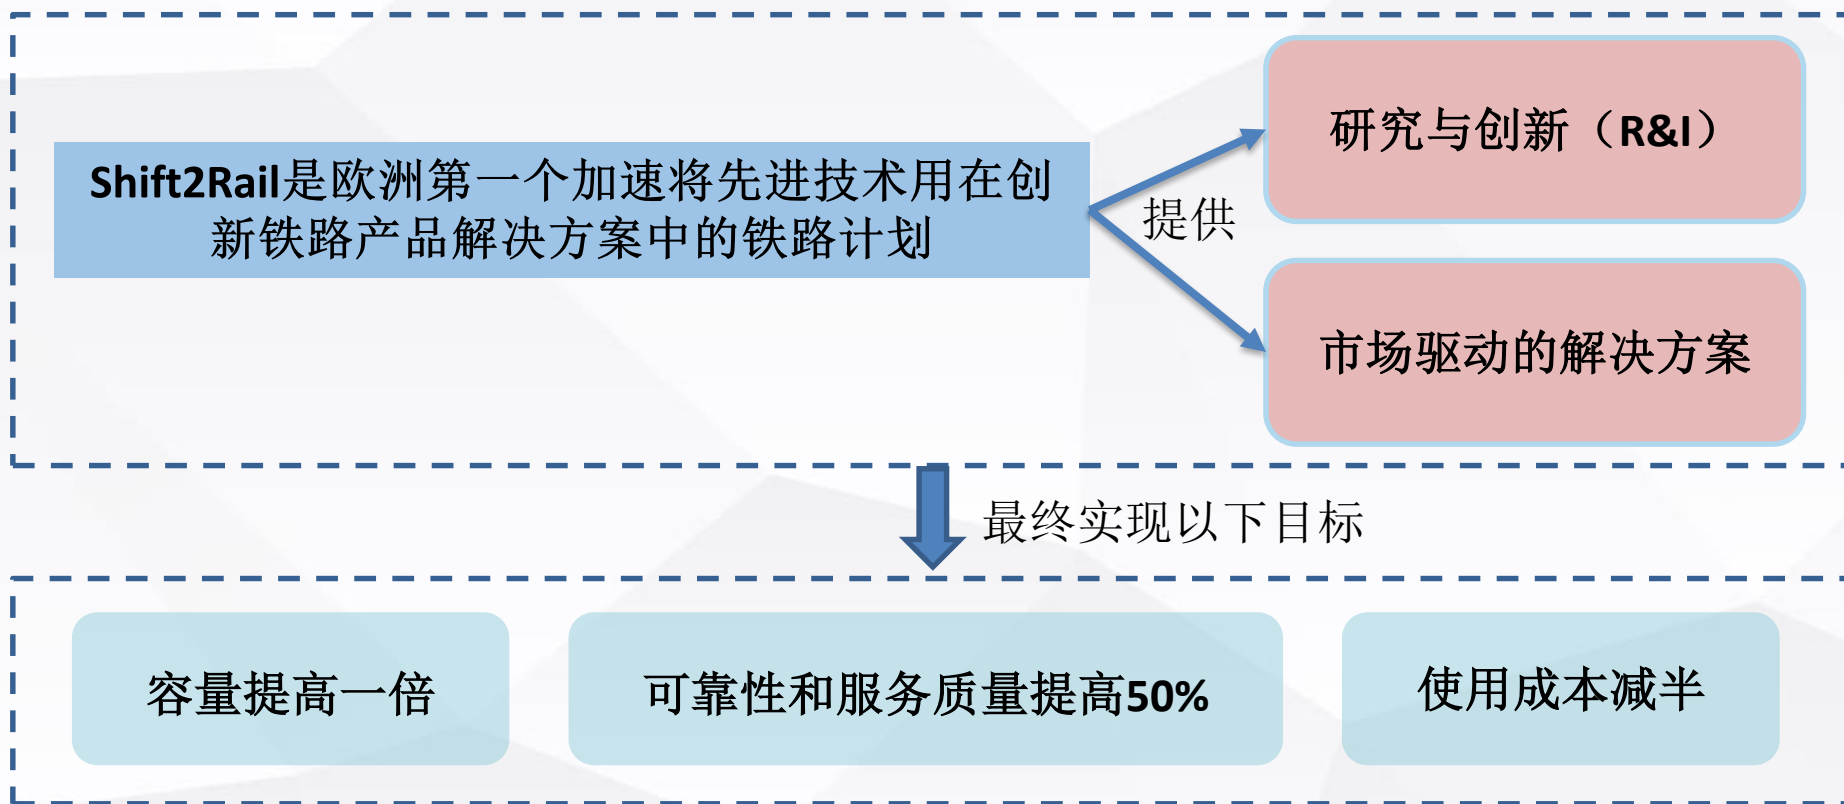 Shift2Rail是欧洲第一个加速将先进技术用在创
新铁路产品解决方案中的铁路计划
提供
研究与创新（R&I）
市场驱动的解决方案
最终实现以下目标
容量提高一倍
可靠性和服务质量提高50%
使用成本减半